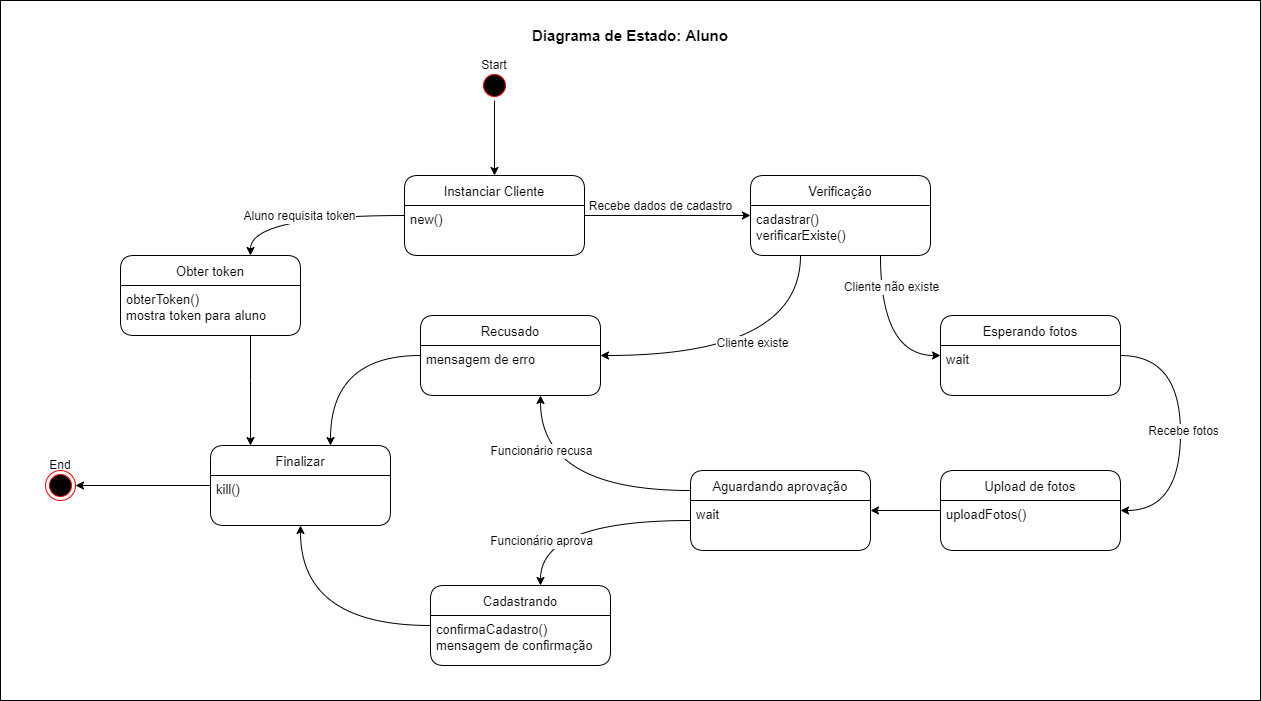 Diagrama de Estado: Aluno
Start
Instanciar Cliente
new()
Recebe dados de cadastro
Verificação
cadastrar()
verificarExiste()
Aluno requisita token
Obter token
obterToken()
mostra token para aluno
Cliente não existe
Cliente existe
Recusado
mensagem de erro
Esperando fotos
wait
Recebe fotos
Funcionário recusa
Finalizar
kill()
End
Aguardando aprovação
wait
Upload de fotos
uploadFotos()
Funcionário aprova
Cadastrando
confirmaCadastro()
mensagem de confirmação